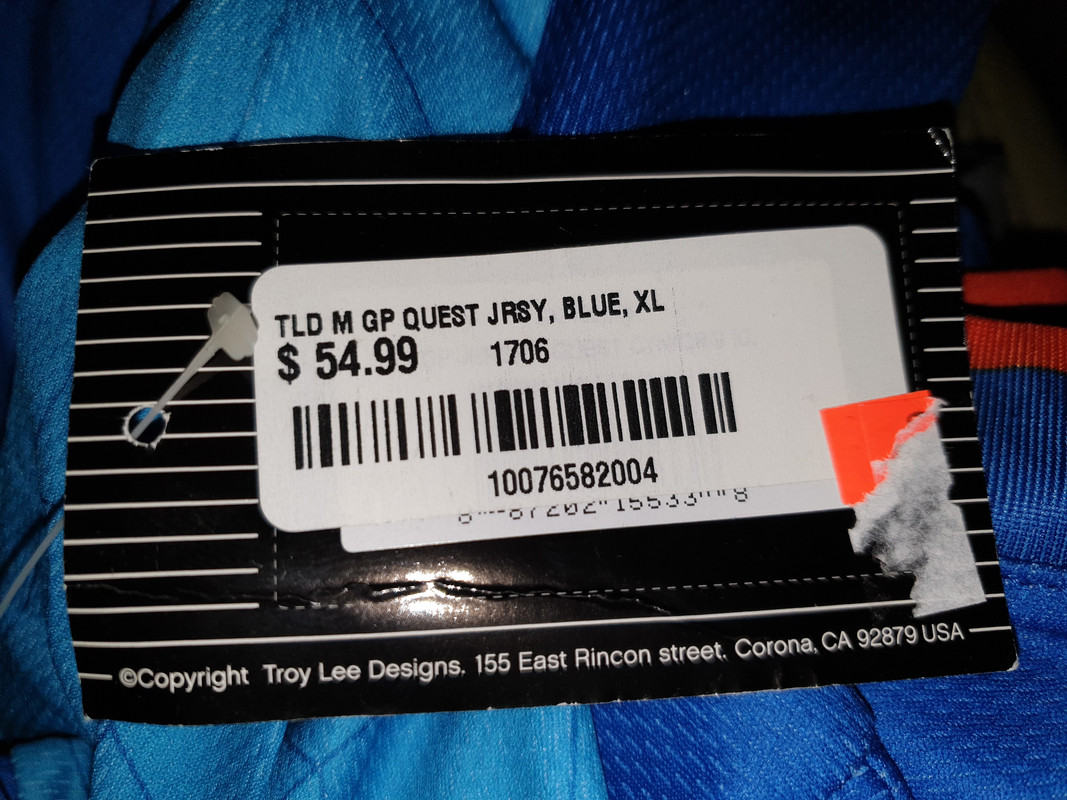 TLD M GP QUEST JRSY, BLUE, XL
$ 54.99 1706
10076582004
©Copyright Troy Lee Designs. 155 East Rincon street. Corona, CA 92879 USA